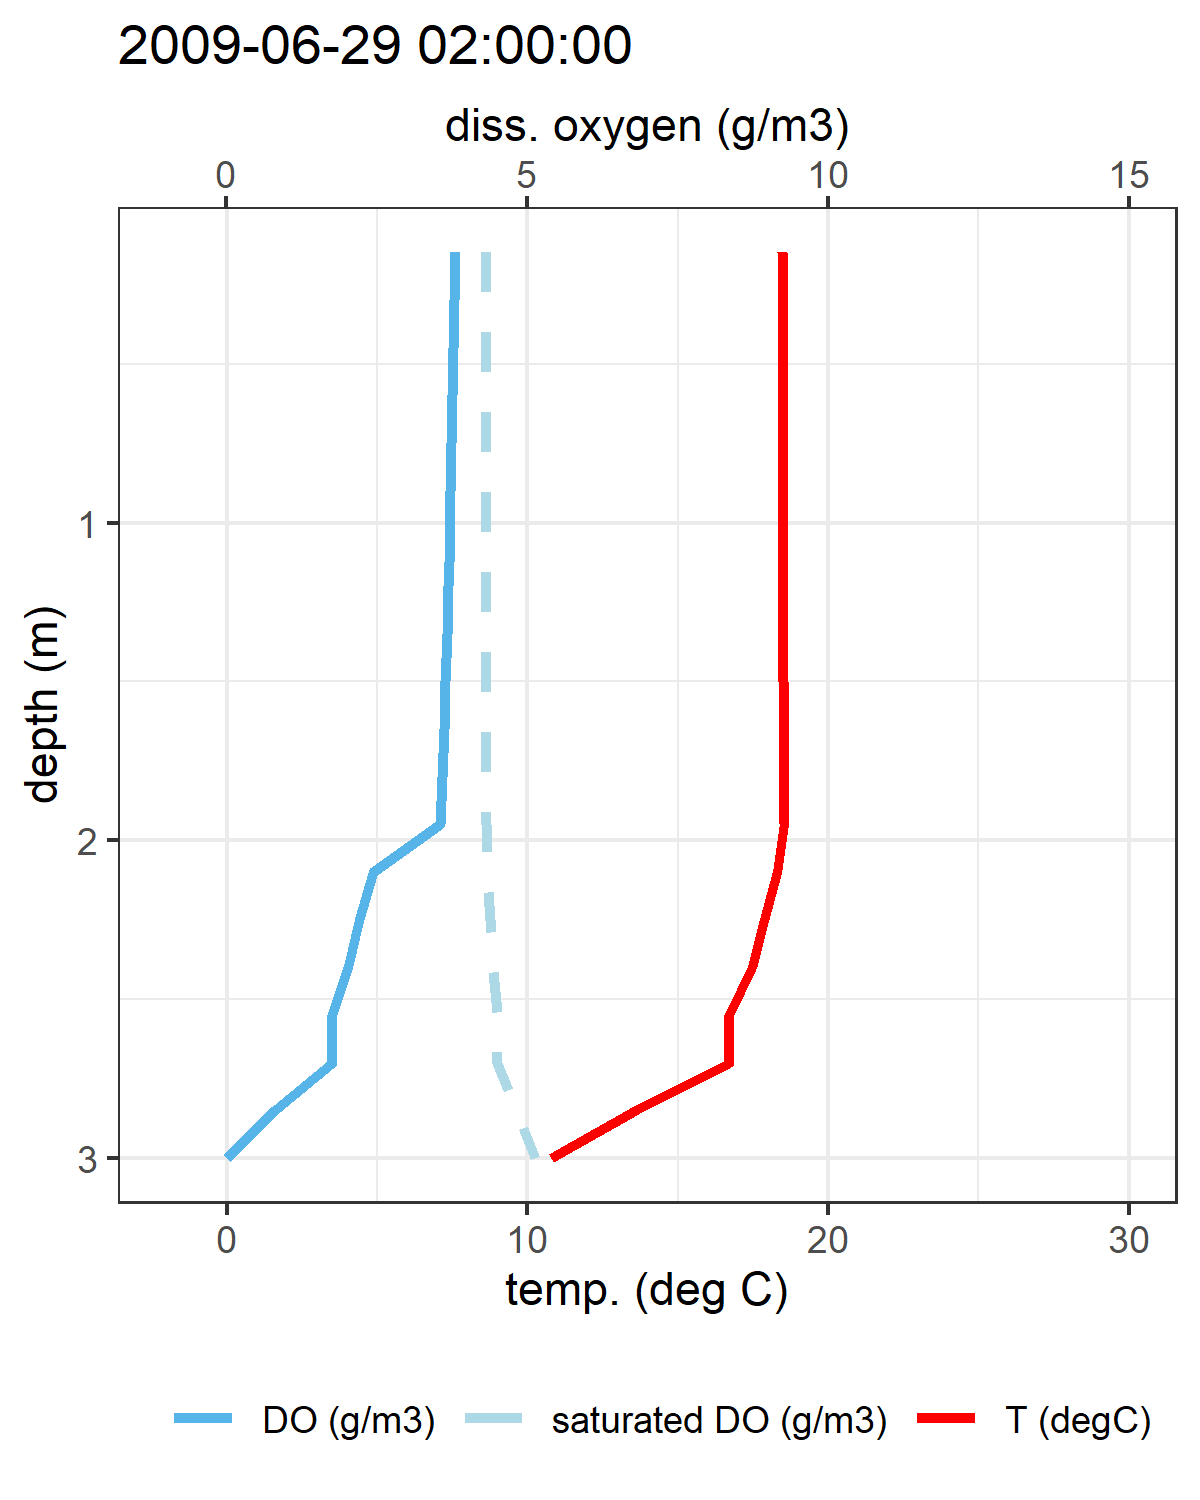 2009-06-29 02:00:00
diss. oxygen (g/m3)
0 5 10 15
depth (m)
1
2
3
0 10 20 30
temp. (deg C)
DO (g/m3) saturated DO (g/m3) T (degC)